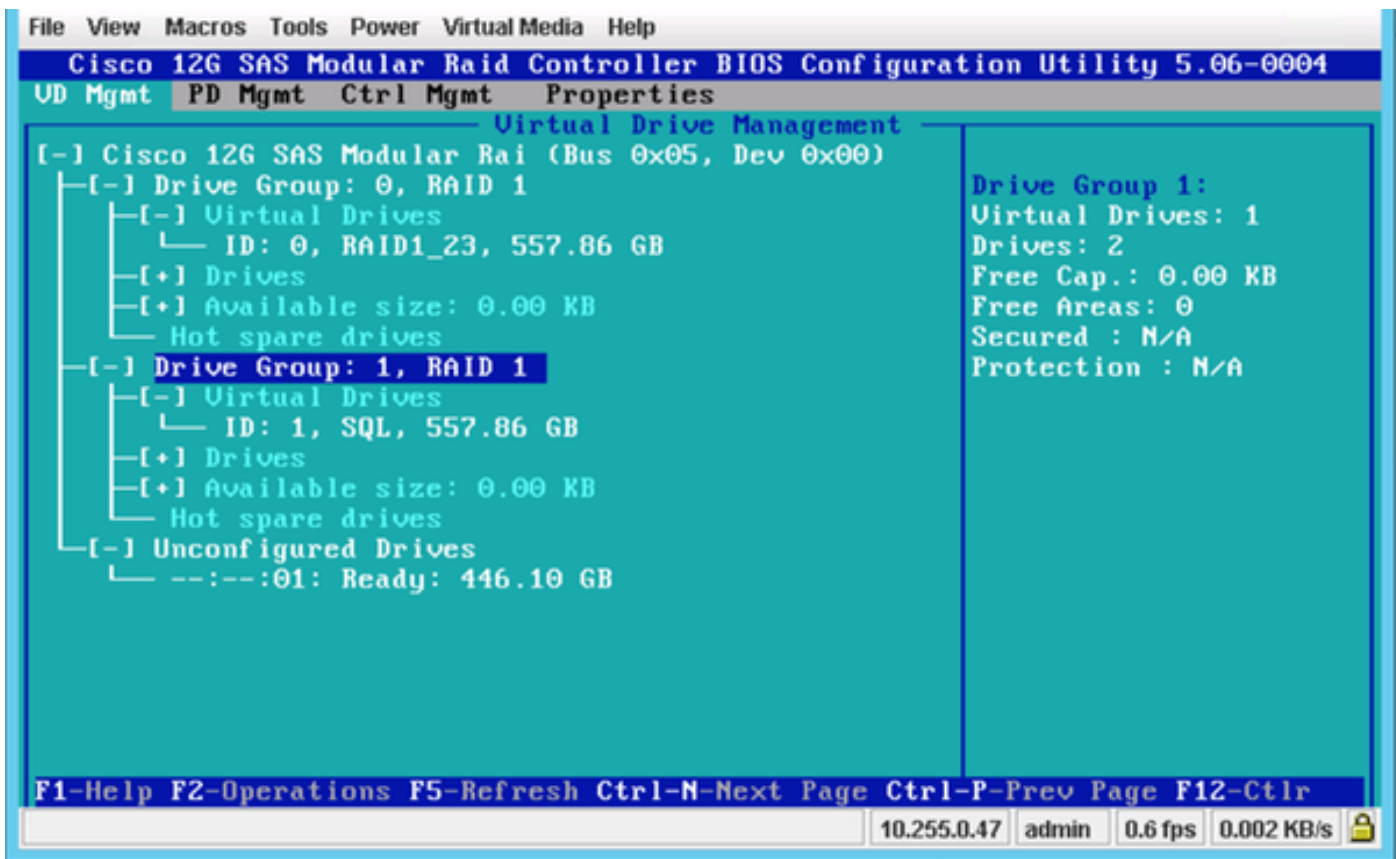 File View Macros Tools Power Virtual Media Help
Cisco 12G SAS Modular Raid Controller BIOS Configuration Utility 5.06-0004
VD Mgmt PD Mgmt Ctrl Mgmt Properties
Virtual Drive Management
[-] Cisco 12G SAS Modular Rai (Bus 0x05, Dev 0x00)
[-] Drive Group: 0, RAID 1
[-] Virtual Drives
ID: 0, RAID1_23, 557.86 GB
[+] Drives
[+] Available size: 0.00 KB
Hot spare drives
[-] Drive Group: 1, RAID 1
[-] Virtual Drives
ID: 1, SQL, 557.86 GB
[+] Drives
[+] Available size: 0.00 KB
Hot spare drives
[-] Unconfigured Drives
--:--:01: Ready: 446.10 GB
Drive Group 1:
Virtual Drives: 1
Drives: 2
Free Cap.: 0.00 KB
Free Areas: 0
Secured : N/A
Protection : N/A
F1-Help F2-Operations F5-Refresh Ctrl-N-Next Page Ctrl-P-Prev Page F12-Ctlr
10.255.0.47 admin 0.6 fps 0.002 KB/s